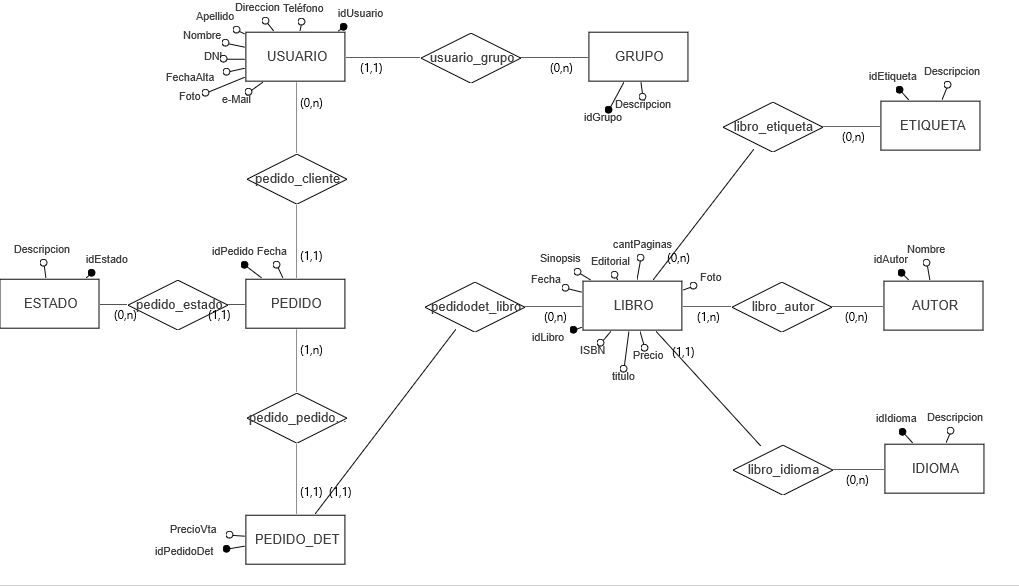 Direccion Teléfono
Apellido
idUsuario
Nombre
DNI
USUARIO
(1,1)
usuario_grupo
(0,n)
GRUPO
FechaAlta
Foto
e-Mail
(0,n)
Descripcion
idGrupo
idEtiqueta
Descripcion
ETIQUETA
libro_etiqueta
(0,n)
pedido_cliente
(1,1)
Descripcion
idEstado
idPedido Fecha
ESTADO
(0,n)
pedido_estado
(1,1)
PEDIDO
(1,n)
cantPaginas
(0,n)
Sinopsis
Editorial
Fecha
Foto
pedidodet_libro
(0,n)
LIBRO
(1,n)
libro_autor
(0,n)
idAutor
Nombre
AUTOR
idLibro
ISBN
titulo
Precio
(1,1)
pedido_pedido...
idIdioma
Descripcion
libro_idioma
(0,n)
IDIOMA
(1,1)
(1,1)
PrecioVta
idPedidoDet
PEDIDO_DET